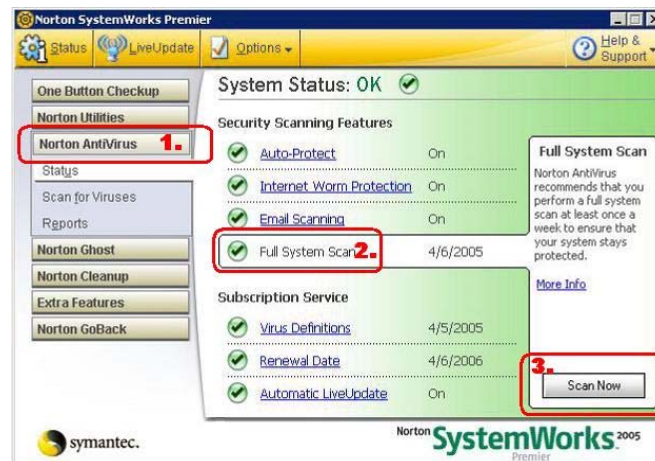 Norton SystemWorks Premier
Status LiveUpdate Options Help & Support
One Button Checkup
Norton Utilities
Norton AntiVirus 1.
Status
Scan for Viruses
Reports
Norton Ghost
Norton Cleanup
Extra Features
Norton GoBack
symantec.
System Status: OK
Security Scanning Features
Auto-Protect On
Internet Worm Protection On
Email Scanning On
Full System Scan 2. 4/6/2005
Subscription Service
Virus Definitions 4/5/2005
Renewal Date 4/6/2006
Automatic LiveUpdate On
Full System Scan
Norton AntiVirus
recommends that you
perform a full system
scan at least once a
week to ensure that
your system stays
protected.
More Info
3.
Scan Now
Norton SystemWorks 2005
Premier